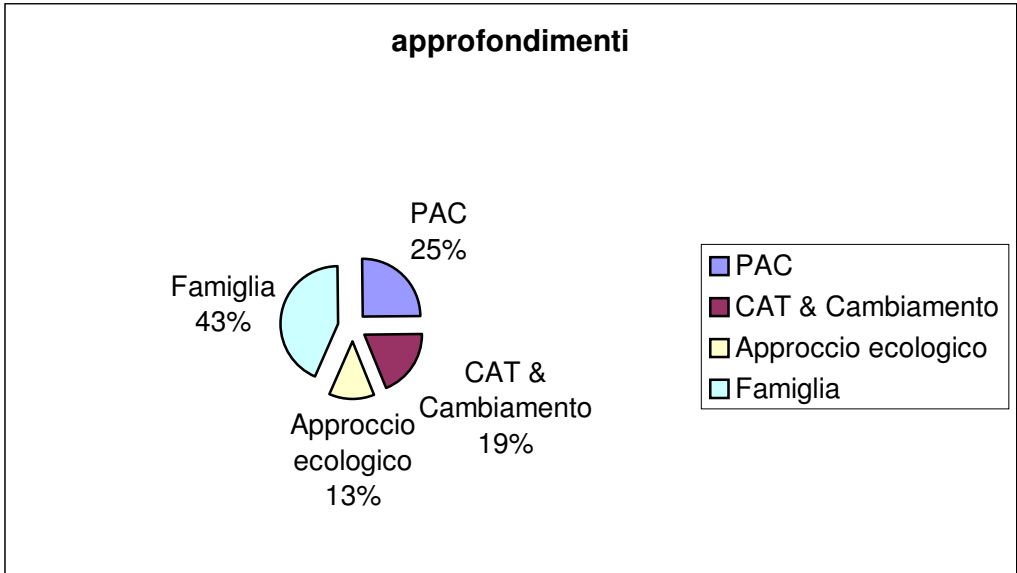 approfondimenti
PAC
25%
Famiglia
43%
CAT &
Cambiamento
19%
Approccio
ecologico
13%
PAC
CAT & Cambiamento
Approccio ecologico
Famiglia